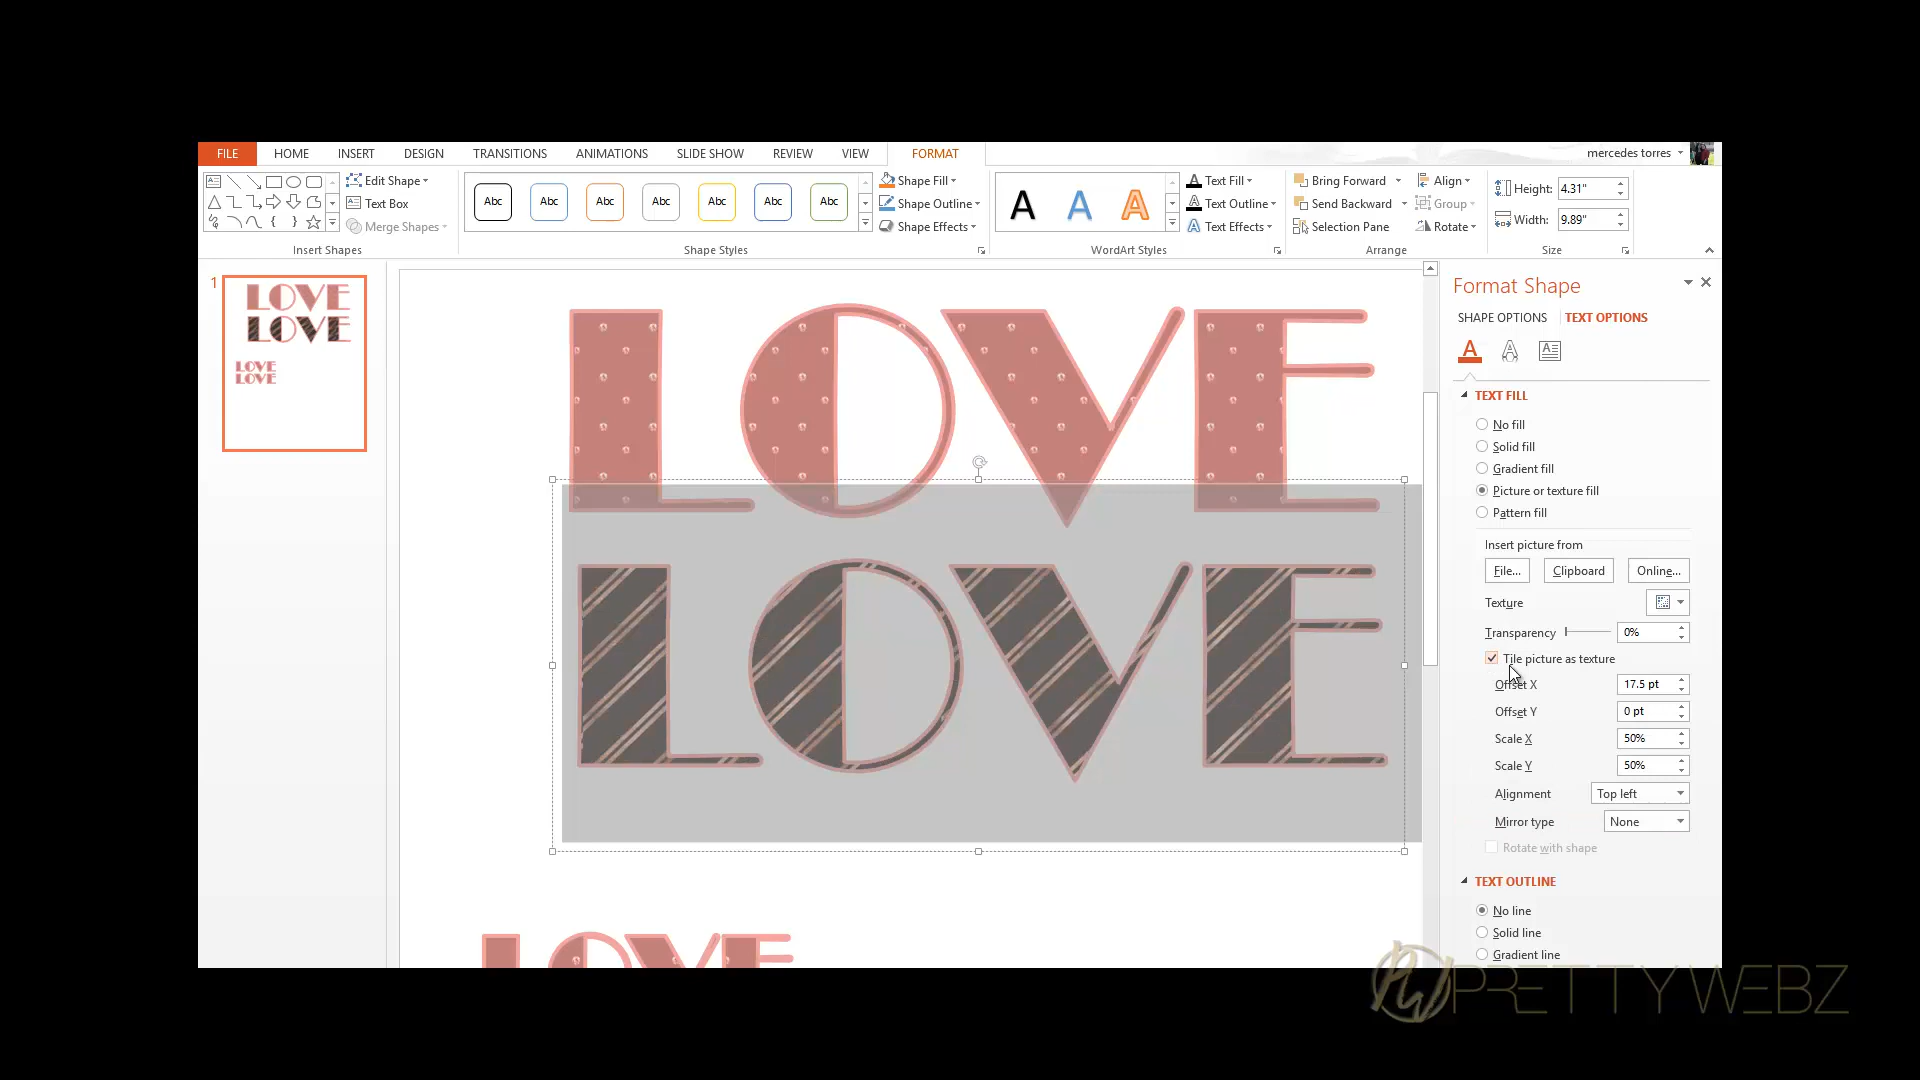 FILE HOME INSERT DESIGN TRANSITIONS ANIMATIONS SLIDE SHOW REVIEW VIEW FORMAT mercedes torres
Edit Shape
Text Box
Merge Shapes
Insert Shapes
Abc Abc Abc Abc Abc Abc Abc
Shape Styles
Shape Fill
Shape Outline
Shape Effects
A A A
WordArt Styles
Text Fill
Text Outline
Text Effects
Bring Forward
Send Backward
Selection Pane
Align
Group
Rotate
Arrange
Height: 4.31"
Width: 9.89"
Size
1
LOVE
LOVE
LOVE
LOVE
LOVE
LOVE
LOVE
Format Shape
SHAPE OPTIONS TEXT OPTIONS
TEXT FILL
No fill
Solid fill
Gradient fill
Picture or texture fill
Pattern fill
Insert picture from
File... Clipboard Online...
Texture
Transparency 0%
Tile picture as texture
Offset X 17.5 pt
Offset Y 0 pt
Scale X 50%
Scale Y 50%
Alignment Top left
Mirror type None
Rotate with shape
TEXT OUTLINE
No line
Solid line
Gradient line
PW PRETTYWEBZ